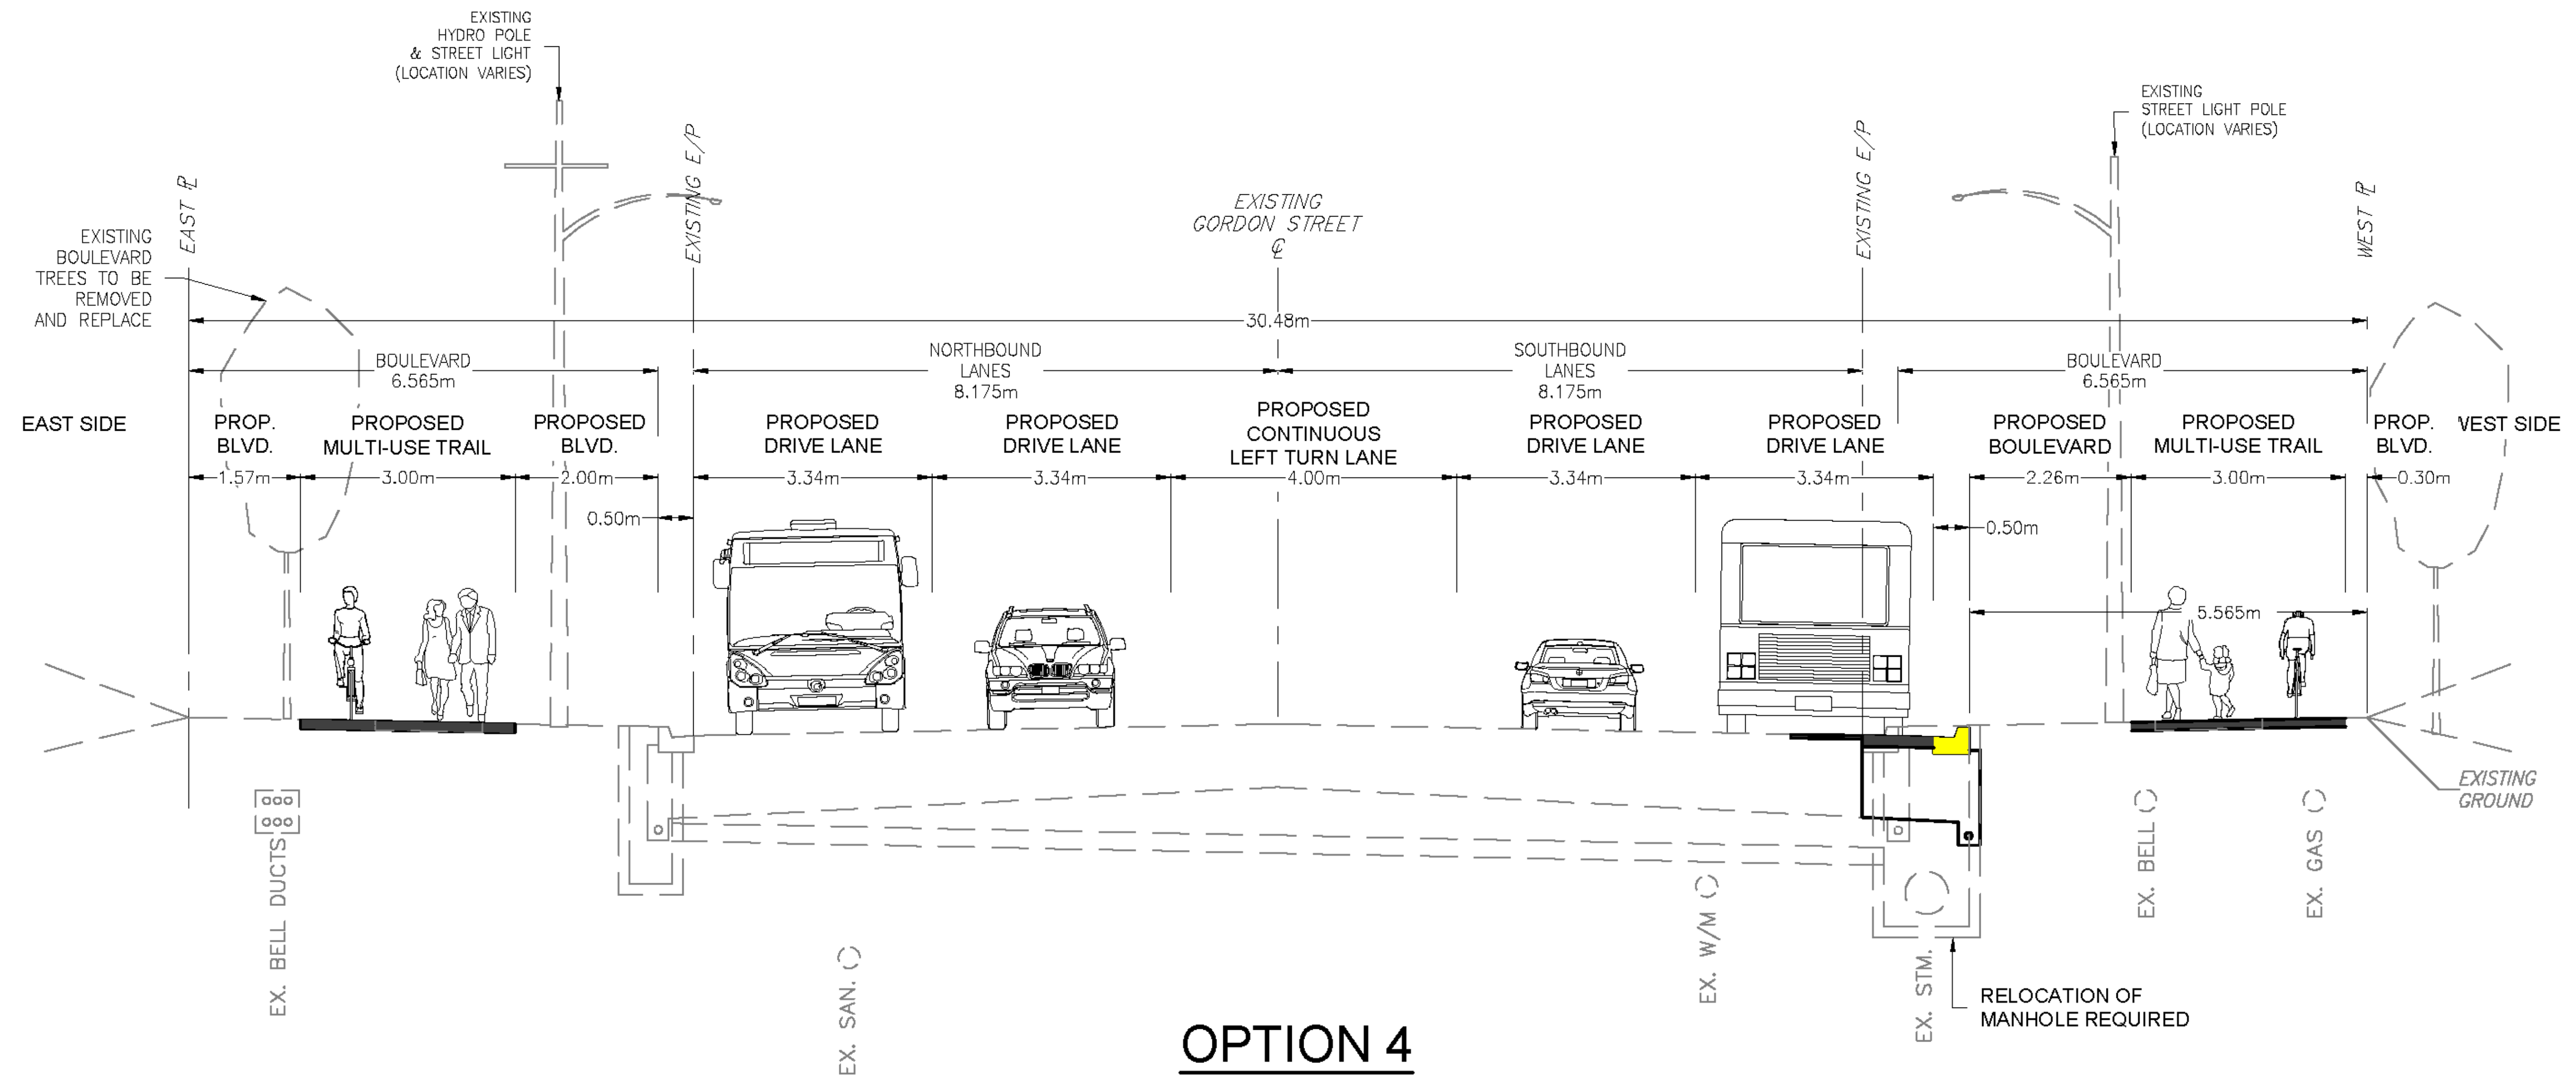 EXISTING
HYDRO POLE
& STREET LIGHT
(LOCATION VARIES)
EXISTING
STREET LIGHT POLE
(LOCATION VARIES)
EAST ℄
EXISTING E/P
EXISTING
GORDON STREET
℄
EXISTING E/P
WEST ℄
EXISTING
BOULEVARD
TREES TO BE
REMOVED
AND REPLACE
30.48m
BOULEVARD
6.565m
NORTHBOUND
LANES
8.175m
SOUTHBOUND
LANES
8.175m
BOULEVARD
6.565m
EAST SIDE
PROP.
BLVD.
PROPOSED
MULTI-USE TRAIL
PROPOSED
BLVD.
PROPOSED
DRIVE LANE
PROPOSED
DRIVE LANE
PROPOSED
CONTINUOUS
LEFT TURN LANE
PROPOSED
DRIVE LANE
PROPOSED
DRIVE LANE
PROPOSED
BOULEVARD
PROPOSED
MULTI-USE TRAIL
PROP.
BLVD.
WEST SIDE
1.57m
3.00m
2.00m
3.34m
3.34m
4.00m
3.34m
3.34m
2.26m
3.00m
0.30m
0.50m
0.50m
5.565m
EX. BELL DUCTS
EX. SAN.
EX. W/M
EX. STM.
EX. BELL
EX. GAS
EXISTING
GROUND
RELOCATION OF
MANHOLE REQUIRED
OPTION 4